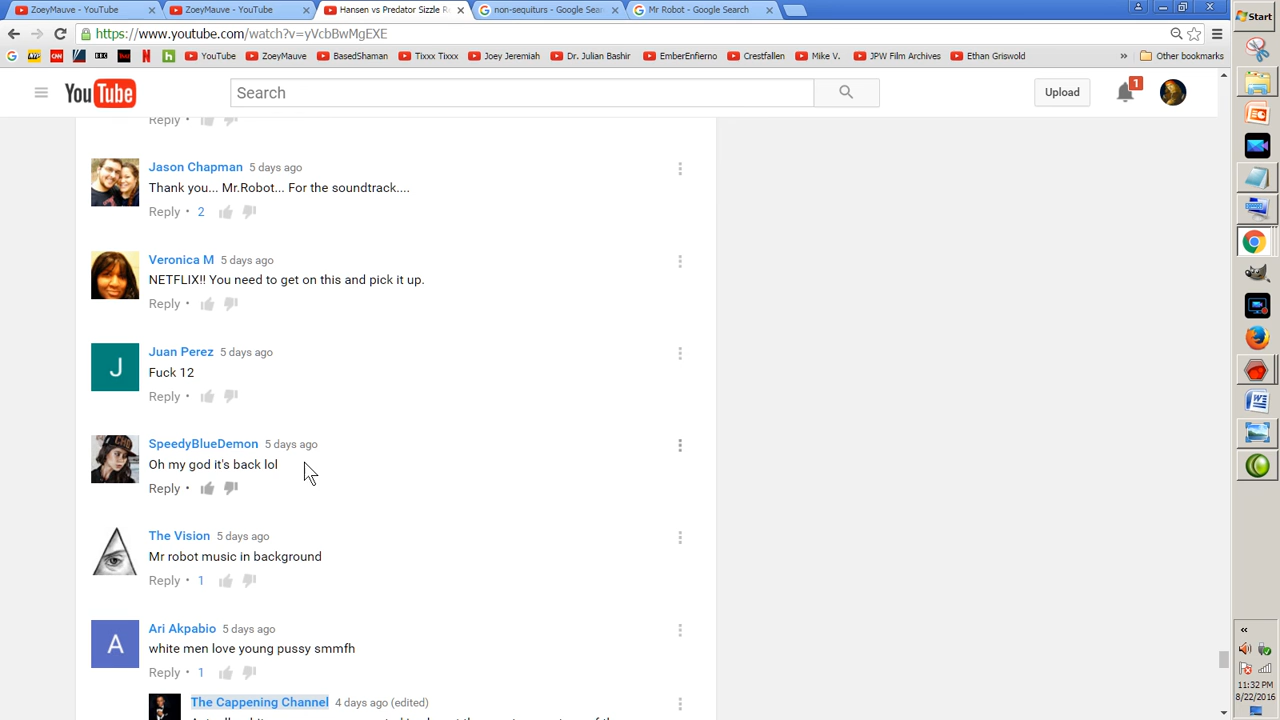 ZoeyMauve - YouTube
ZoeyMauve - YouTube
Hansen vs Predator Sizzle R
non-sequiturs - Google Sear
Mr Robot - Google Search
Start
https://www.youtube.com/watch?v=yVcbBwMgEXE
YouTube
ZoeyMauve
BasedShaman
Tixxx Tixxx
Joey Jeremiah
Dr. Julian Bashir
EmberEnfierno
Crestfallen
Mike V.
JPW Film Archives
Ethan Griswold
»
Other bookmarks
YouTube
Search
Upload
1
Reply •
Jason Chapman 5 days ago
Thank you... Mr.Robot... For the soundtrack....
Reply • 2
Veronica M 5 days ago
NETFLIX!! You need to get on this and pick it up.
Reply •
J
Juan Perez 5 days ago
Fuck 12
Reply •
SpeedyBlueDemon 5 days ago
Oh my god it's back lol
Reply •
The Vision 5 days ago
Mr robot music in background
Reply • 1
A
Ari Akpabio 5 days ago
white men love young pussy smmfh
Reply • 1
The Cappening Channel 4 days ago (edited)
«
11:32 PM
8/22/2016